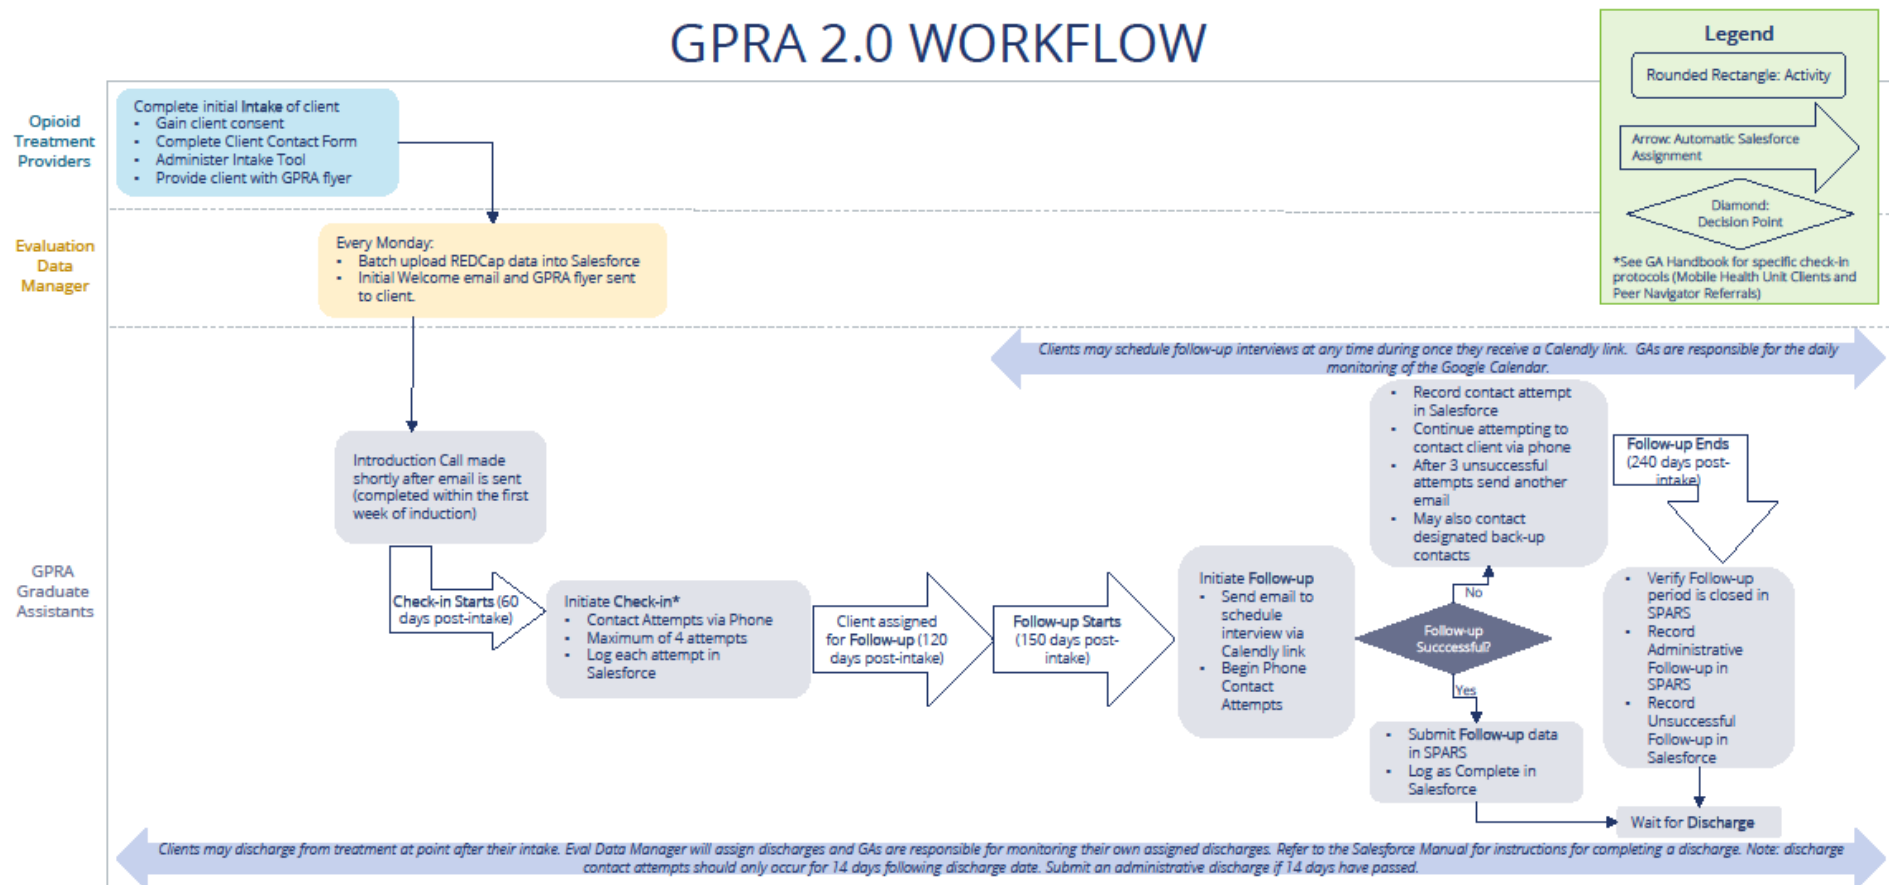 GPRA 2.0 WORKFLOW
Legend
Rounded Rectangle: Activity
Arrow: Automatic Salesforce
Assignment
Diamond:
Decision Point
*See GA Handbook for specific check-in
protocols (Mobile Health Unit Clients and
Peer Navigator Referrals)
Opioid
Treatment
Providers
Complete initial Intake of client
▪ Gain client consent
▪ Complete Client Contact Form
▪ Administer Intake Tool
▪ Provide client with GPRA flyer
Evaluation
Data
Manager
Every Monday:
▪ Batch upload REDCap data into Salesforce
▪ Initial Welcome email and GPRA flyer sent
to client.
Clients may schedule follow-up interviews at any time during once they receive a Calendly link. GAs are responsible for the daily
monitoring of the Google Calendar.
GPRA
Graduate
Assistants
Introduction Call made
shortly after email is sent
(completed within the first
week of induction)
Check-in Starts (60
days post-intake)
Initiate Check-in*
▪ Contact Attempts via Phone
▪ Maximum of 4 attempts
▪ Log each attempt in
Salesforce
Client assigned
for Follow-up (120
days post-intake)
Follow-up Starts
(150 days post-
intake)
Initiate Follow-up
▪ Send email to
schedule
interview via
Calendly link
▪ Begin Phone
Contact
Attempts
Follow-up
Succcessful?
No
▪ Record contact attempt
in Salesforce
▪ Continue attempting to
contact client via phone
▪ After 3 unsuccessful
attempts send another
email
▪ May also contact
designated back-up
contacts
Yes
▪ Submit Follow-up data
in SPARS
▪ Log as Complete in
Salesforce
Follow-up Ends
(240 days post-
intake)
▪ Verify Follow-up
period is closed in
SPARS
▪ Record
Administrative
Follow-up in
SPARS
▪ Record
Unsuccessful
Follow-up in
Salesforce
Wait for Discharge
Clients may discharge from treatment at point after their intake. Eval Data Manager will assign discharges and GAs are responsible for monitoring their own assigned discharges. Refer to the Salesforce Manual for instructions for completing a discharge. Note: discharge
contact attempts should only occur for 14 days following discharge date. Submit an administrative discharge if 14 days have passed.